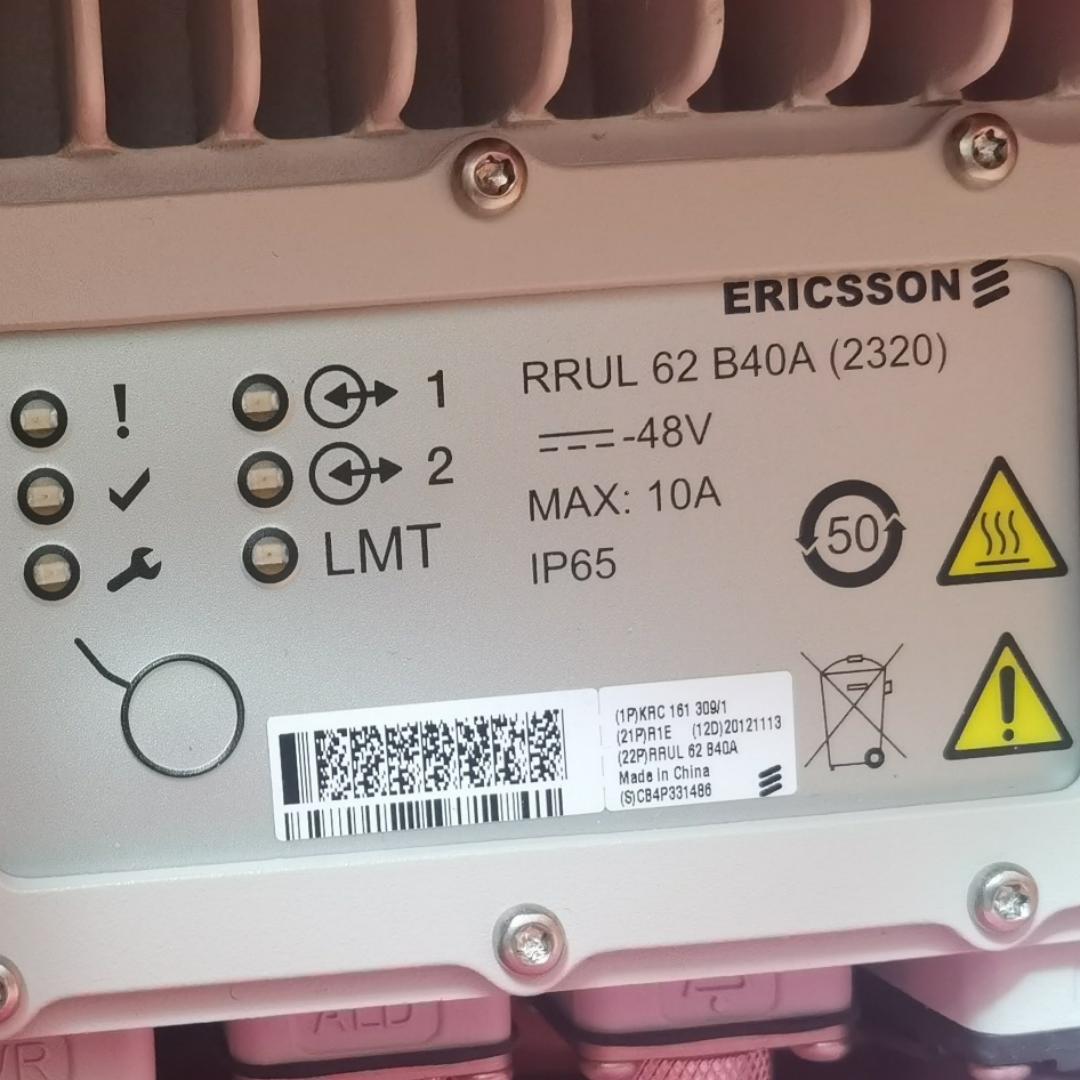 ERICSSON
RRUL 62 B40A (2320)
-48V
MAX: 10A
IP65
50
!
1
2
LMT
(1P)KRC 161 309/1
(21P)R1E (12D)20121113
(22P)RRUL 62 B40A
Made in China
(S)CB4P331486
ALD